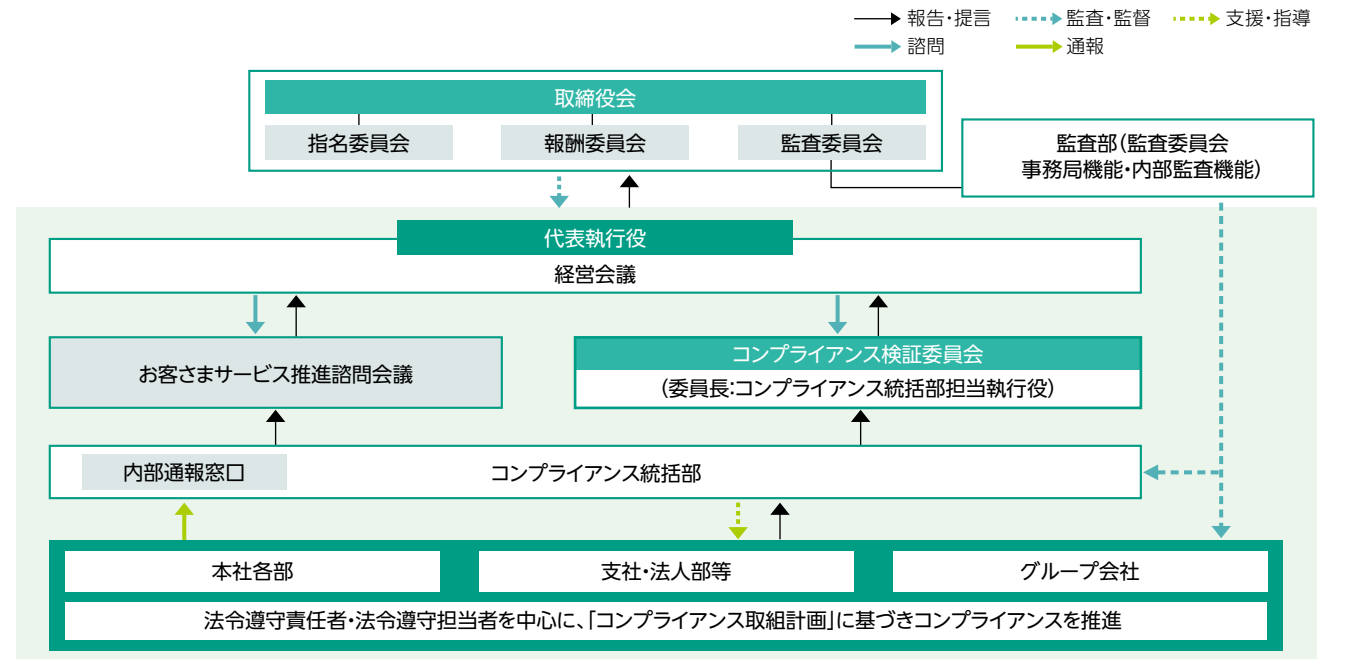 報告・提言
監査・監督
支援・指導
諮問
通報
取締役会
指名委員会
報酬委員会
監査委員会
監査部(監査委員会
事務局機能・内部監査機能)
代表執行役
経営会議
お客さまサービス推進諮問会議
コンプライアンス検証委員会
(委員長:コンプライアンス統括部担当執行役)
内部通報窓口
コンプライアンス統括部
本社各部
支社・法人部等
グループ会社
法令遵守責任者・法令遵守担当者を中心に、「コンプライアンス取組計画」に基づきコンプライアンスを推進